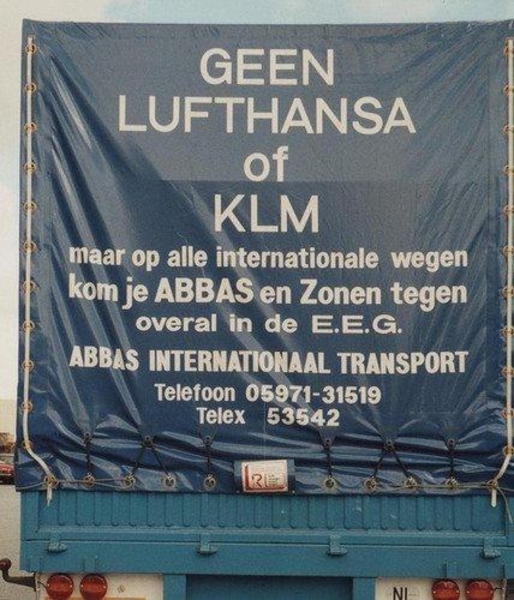 GEEN
LUFTHANSA
of
KLM
maar op alle internationale wegen
kom je ABBAS en Zonen tegen
overal in de E.E.G.
ABBAS INTERNATIONAAL TRANSPORT
Telefoon 05971-31519
Telex 53542
R
NL